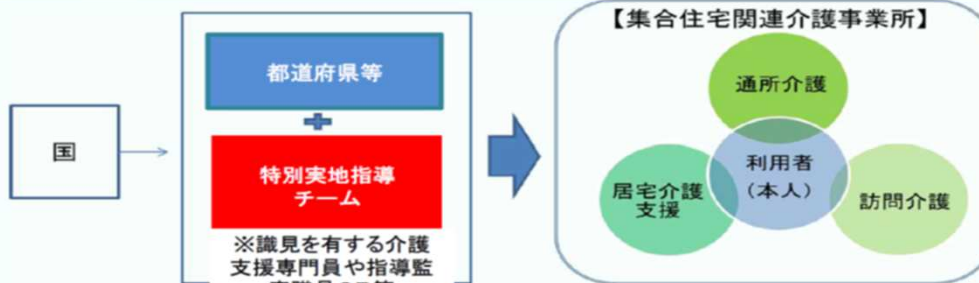 国
都道府県等
特別実地指導
チーム
※識見を有する介護
支援専門員や指導監
【集合住宅関連介護事業所】
通所介護
利用者
(本人)
居宅介護
支援
訪問介護